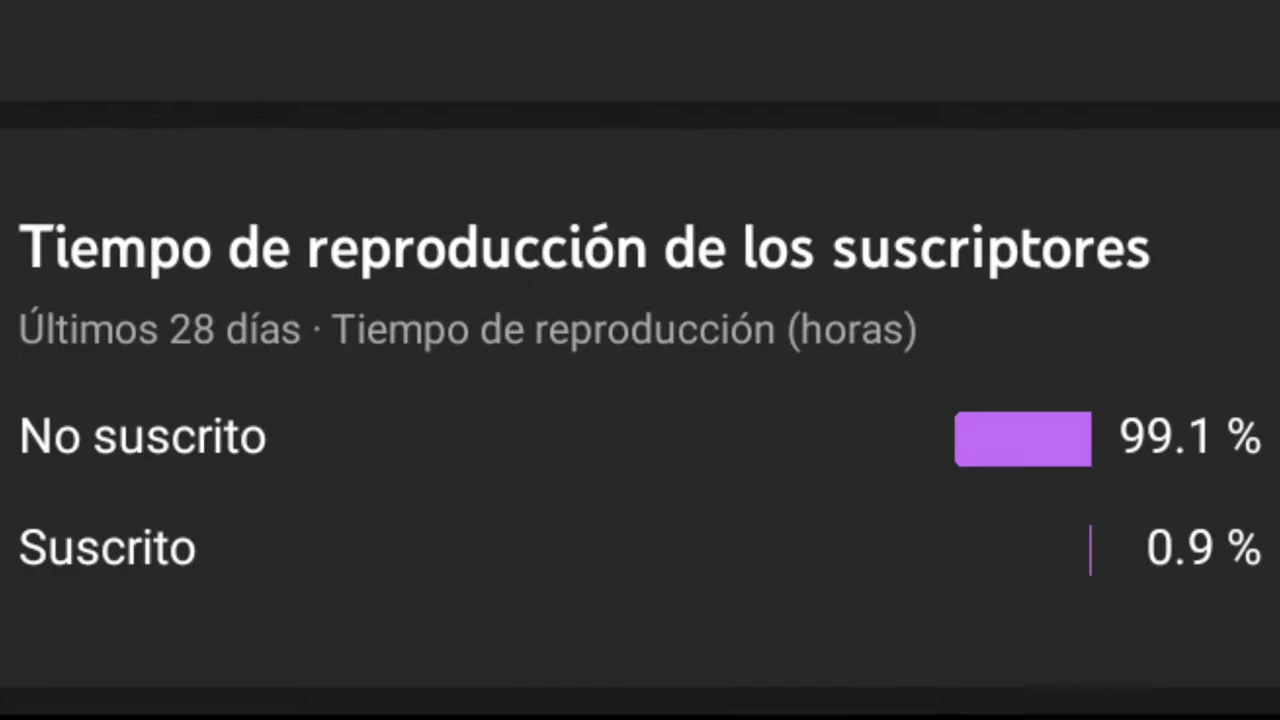 Tiempo de reproducción de los suscriptores
Últimos 28 días · Tiempo de reproducción (horas)
No suscrito 99.1 %
Suscrito 0.9 %